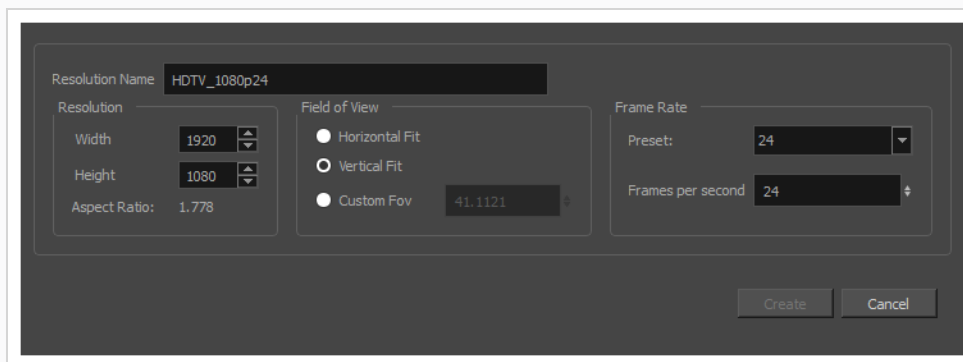 Resolution Name HDTV_1080p24
Resolution
Width 1920
Height 1080
Aspect Ratio: 1.778
Field of View
Horizontal Fit
Vertical Fit
Custom Fov 41.1121
Frame Rate
Preset: 24
Frames per second 24
Create Cancel